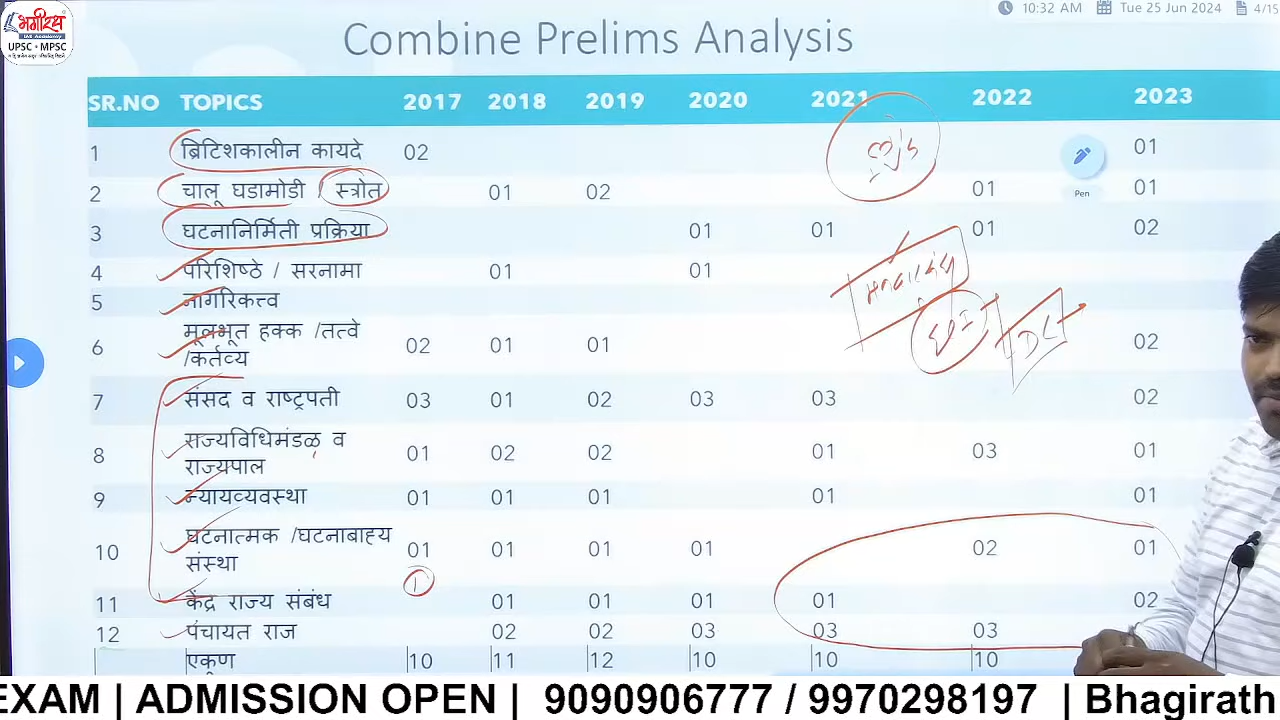 10:32 AM Tue 25 Jun 2024 4/15
भगीरथ
IAS Academy
UPSC • MPSC
Combine Prelims Analysis
SR.NO TOPICS 2017 2018 2019 2020 2021 2022 2023
1 ब्रिटिशकालीन कायदे 02 01
2 चालू घडामोडी / स्त्रोत 01 02 01 01
Pen
3 घटनानिर्मिती प्रक्रिया 01 01 01 02
4 परिशिष्ठे / सरनामा 01 01
5 नागरिकत्त्व
6 मूलभूत हक्क /तत्वे
/कर्तव्य 02 01 01 02
7 संसद व राष्ट्रपती 03 01 02 03 03 02
8 राज्यविधिमंडळ व
राज्यपाल 01 02 02 01 03 01
9 न्यायव्यवस्था 01 01 01 01 01
10 घटनात्मक /घटनाबाह्य
संस्था 01 01 01 01 02 01
11 केंद्र राज्य संबंध 01 01 01 01 02
12 पंचायत राज 02 02 03 03 03
एकण 10 11 12 10 10 10
EXAM | ADMISSION OPEN | 9090906777 / 9970298197 | Bhagirath